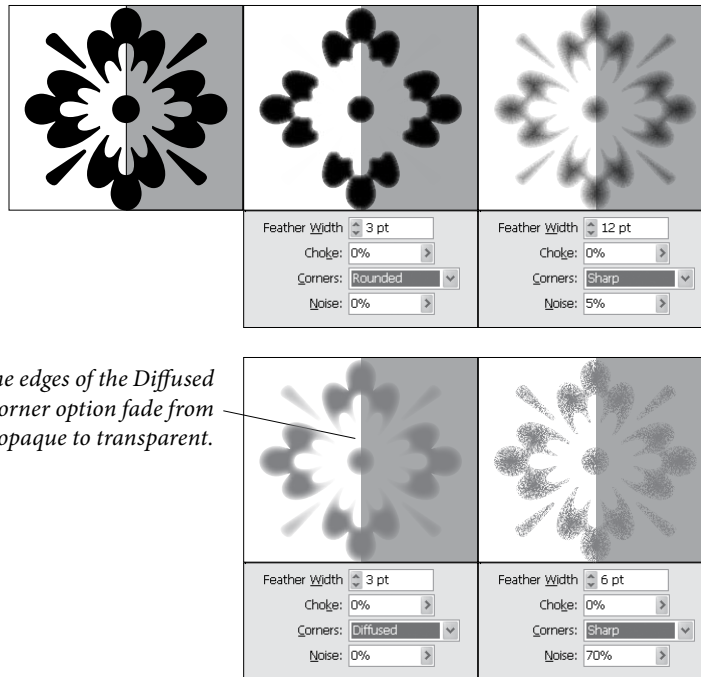 Feather Width 3 pt
Choke: 0%
Corners: Rounded
Noise: 0%
Feather Width 12 pt
Choke: 0%
Corners: Sharp
Noise: 5%
edges of the Diffused
option fade from
opaque to transparent.
Feather Width 3 pt
Choke: 0%
Corners: Diffused
Noise: 0%
Feather Width 6 pt
Choke: 0%
Corners: Sharp
Noise: 70%